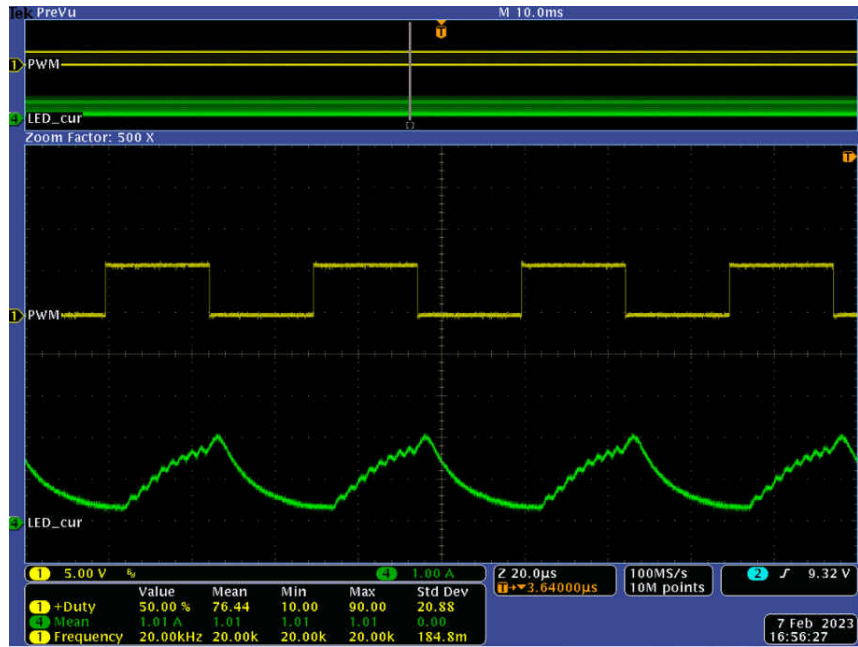 Tek PreVu M 10.0ms
T
1 PWM
4 LED_cur
Zoom Factor: 500 X
T
1 PWM
4 LED_cur
1 5.00 V BW 4 1.00 A Z 20.0µs 100MS/s 2 9.32 V
T→▼3.64000µs 10M points
Value Mean Min Max Std Dev
1 +Duty 50.00 % 76.44 10.00 90.00 20.88
4 Mean 1.01 A 1.01 1.01 1.01 0.00
1 Frequency 20.00kHz 20.00k 20.00k 20.00k 184.8m
7 Feb 2023
16:56:27